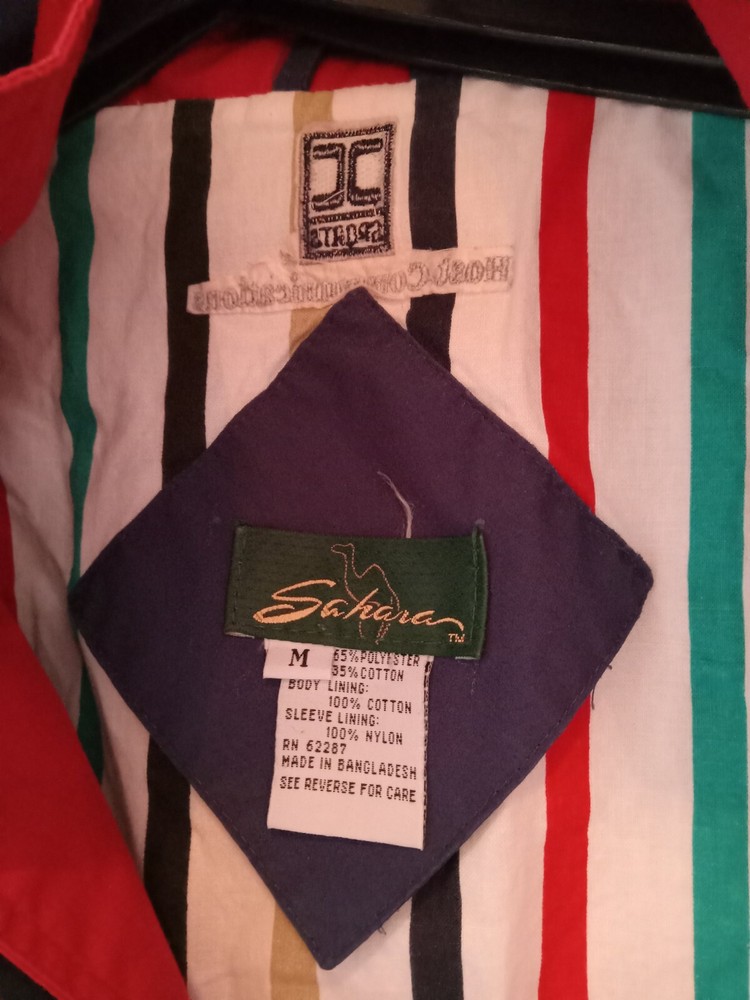 SPORTS
Host Communications
Sahara
TM
M
65%POLYESTER
35%COTTON
BODY LINING:
100% COTTON
SLEEVE LINING:
100% NYLON
RN 62287
MADE IN BANGLADESH
SEE REVERSE FOR CARE